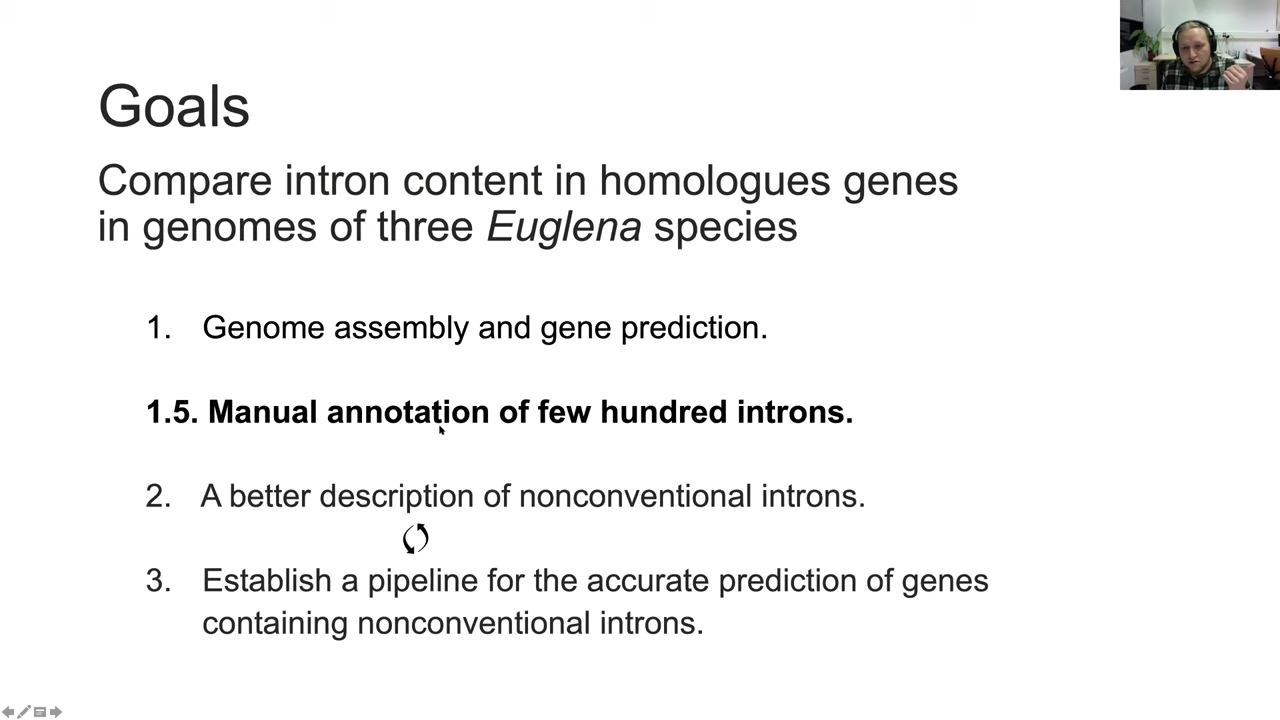 Goals
Compare intron content in homologues genes
in genomes of three Euglena species
1. Genome assembly and gene prediction.
1.5. Manual annotation of few hundred introns.
2. A better description of nonconventional introns.
3. Establish a pipeline for the accurate prediction of genes
containing nonconventional introns.